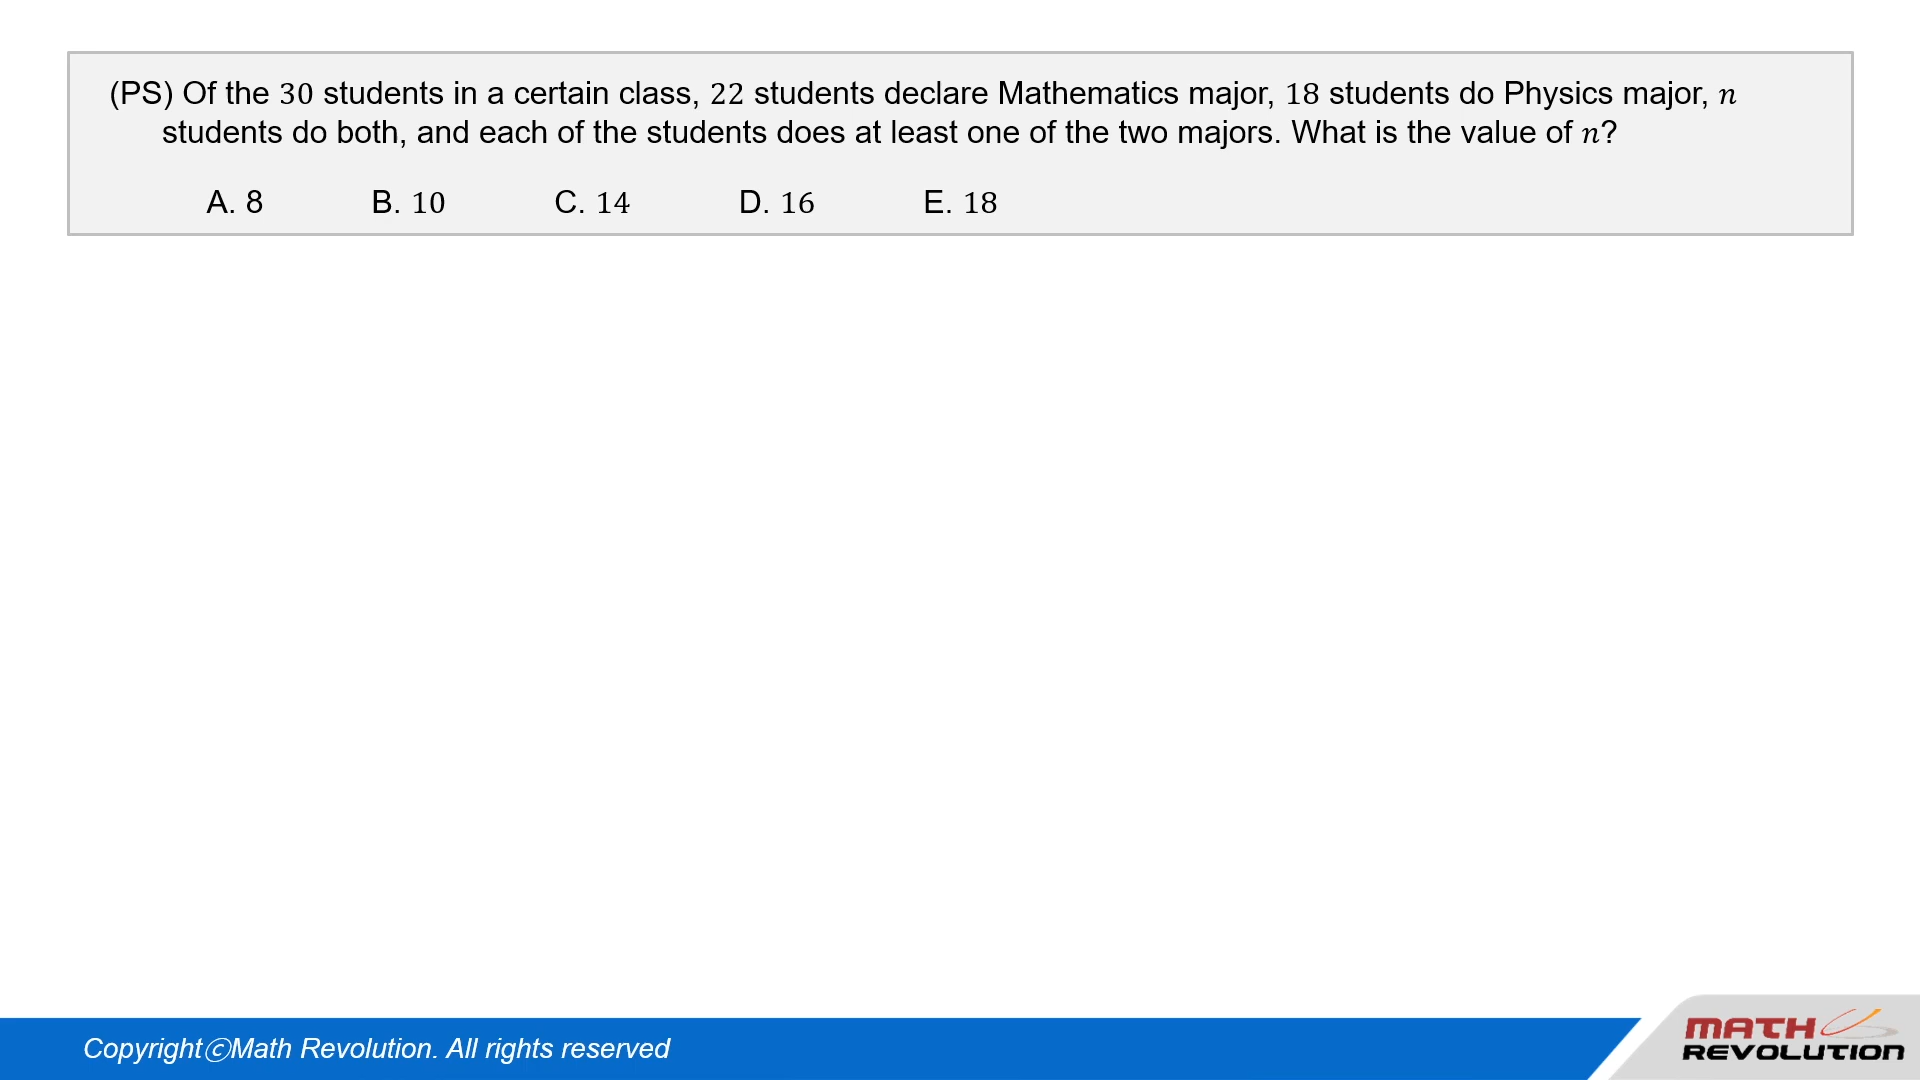 (PS) Of the 30 students in a certain class, 22 students declare Mathematics major, 18 students do Physics major, n
students do both, and each of the students does at least one of the two majors. What is the value of n?
A. 8 B. 10 C. 14 D. 16 E. 18
CopyrightⓒMath Revolution. All rights reserved
MATH
REVOLUTION